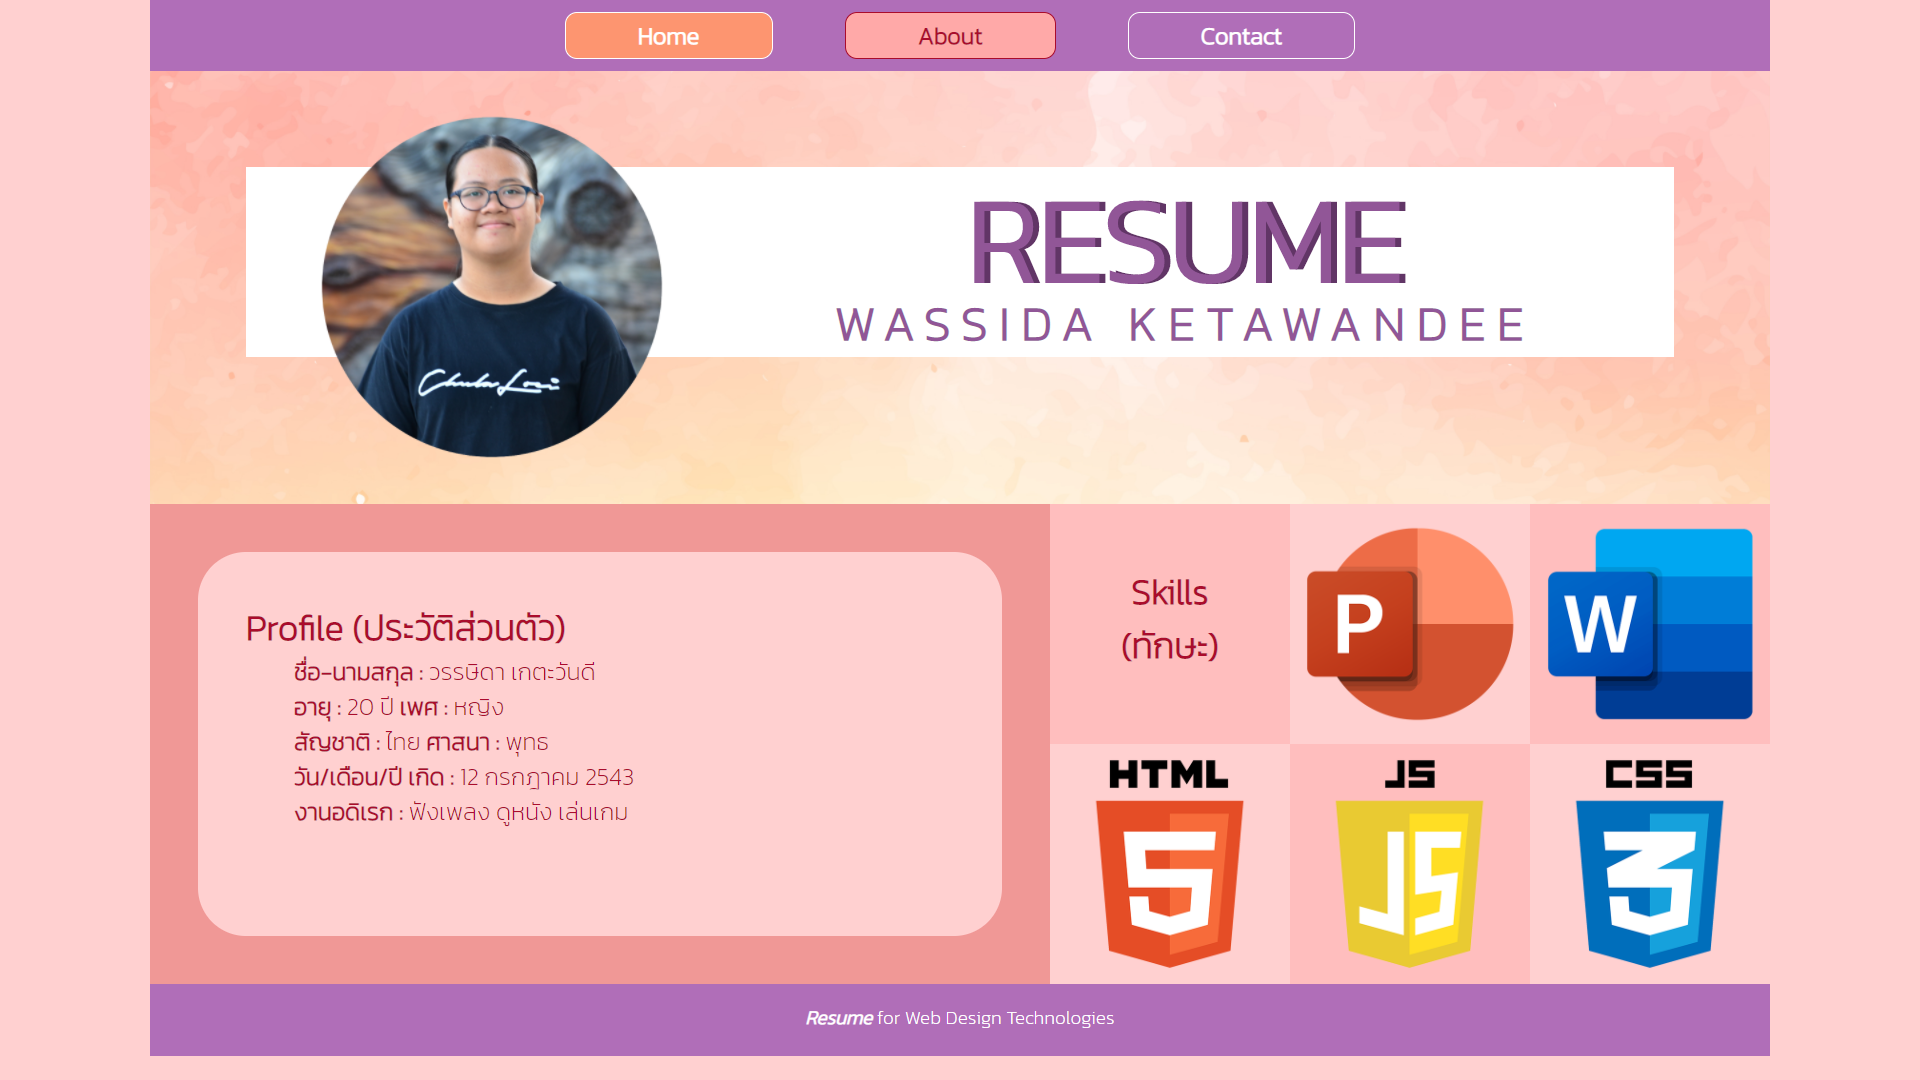 Home About Contact
RESUME
WASSIDA KETAWANDEE
Profile (ประวัติส่วนตัว)
ชื่อ-นามสกุล : วรรษิดา เกตะวันดี
อายุ : 20 ปี เพศ : หญิง
สัญชาติ : ไทย ศาสนา : พุทธ
วัน/เดือน/ปี เกิด : 12 กรกฎาคม 2543
งานอดิเรก : ฟังเพลง ดูหนัง เล่นเกม
Skills
(ทักษะ)
P
W
HTML
5
JS
JS
CSS
3
Resume for Web Design Technologies